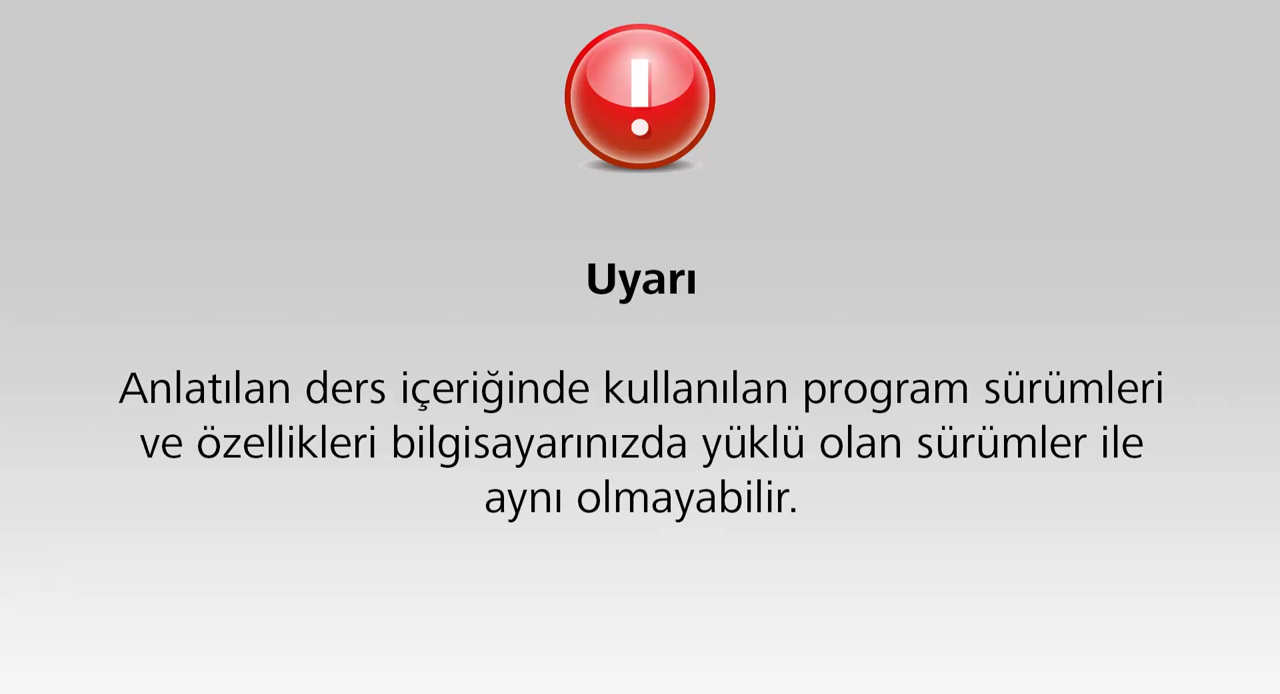 Uyarı
Anlatılan ders içeriğinde kullanılan program sürümleri
ve özellikleri bilgisayarınızda yüklü olan sürümler ile
aynı olmayabilir.